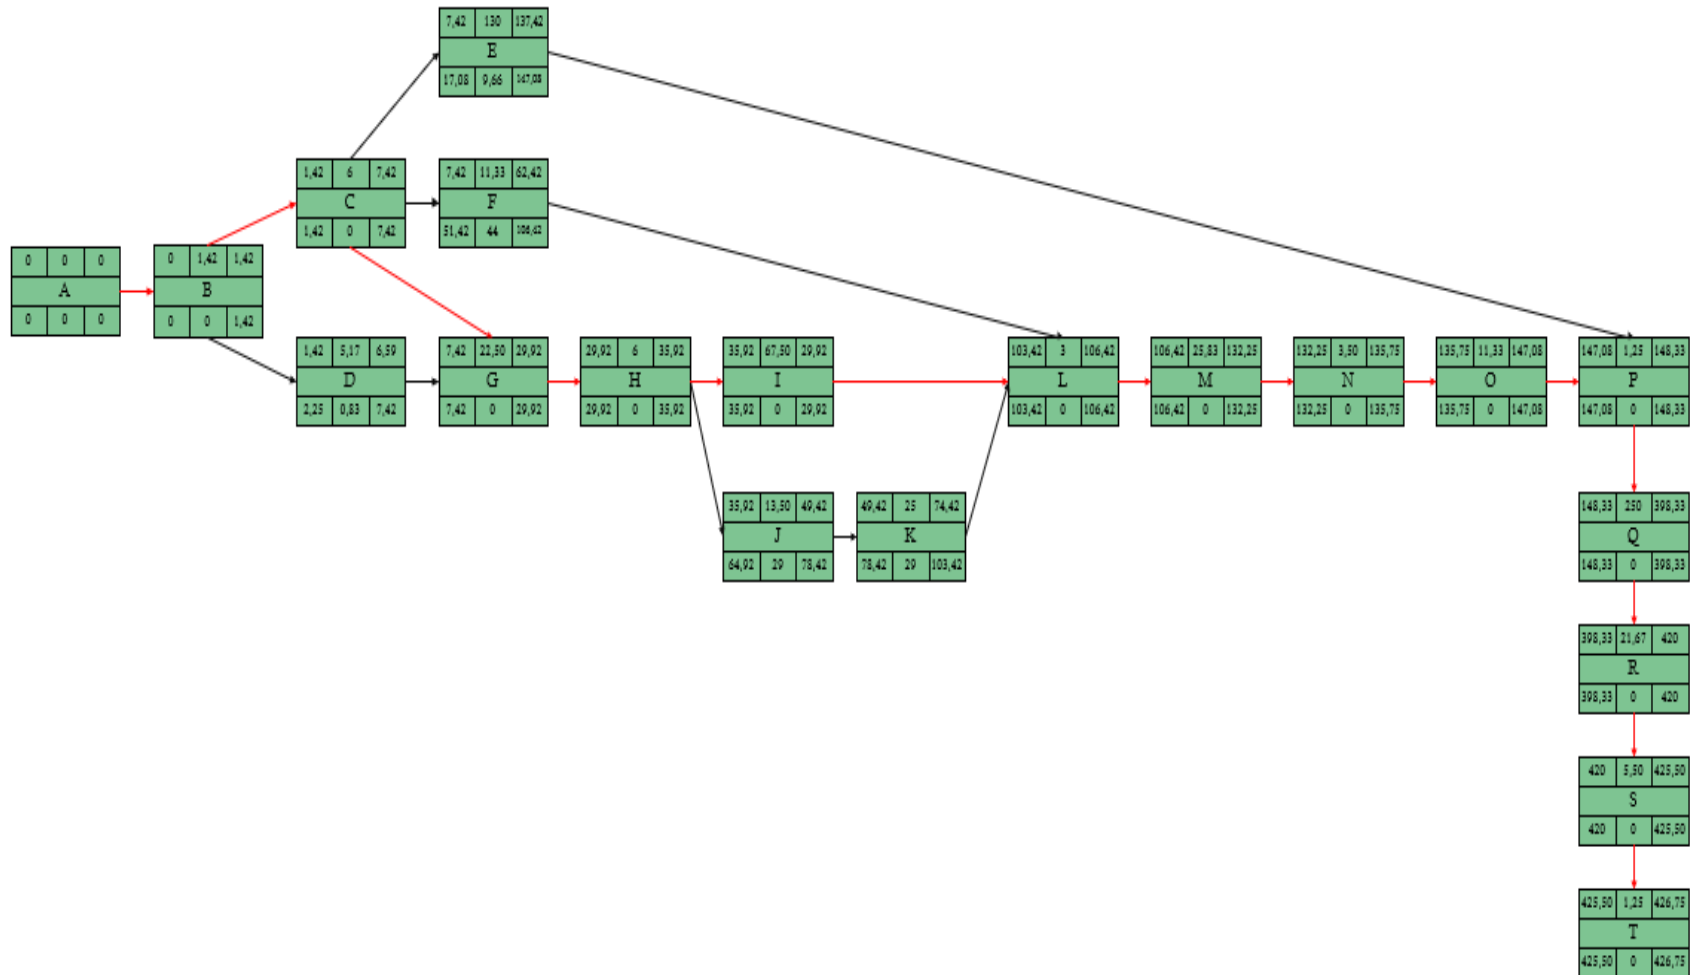 7,42 130 137,42
E
17,08 9,66 147,08
1,42 6 7,42
C
1,42 0 7,42
7,42 11,33 62,42
F
51,42 44 106,42
0 0 0
A
0 0 0
0 1,42 1,42
B
0 0 1,42
1,42 5,17 6,59
D
2,25 0,83 7,42
7,42 22,50 29,92
G
7,42 0 29,92
29,92 6 35,92
H
29,92 0 35,92
35,92 67,50 29,92
I
35,92 0 29,92
103,42 3 106,42
L
103,42 0 106,42
106,42 25,83 132,25
M
106,42 0 132,25
132,25 3,50 135,75
N
132,25 0 135,75
135,75 11,33 147,08
O
135,75 0 147,08
147,08 1,25 148,33
P
147,08 0 148,33
35,92 13,50 49,42
J
64,92 29 78,42
49,42 25 74,42
K
78,42 29 103,42
148,33 250 398,33
Q
148,33 0 398,33
398,33 21,67 420
R
398,33 0 420
420 5,50 425,50
S
420 0 425,50
425,50 1,25 426,75
T
425,50 0 426,75